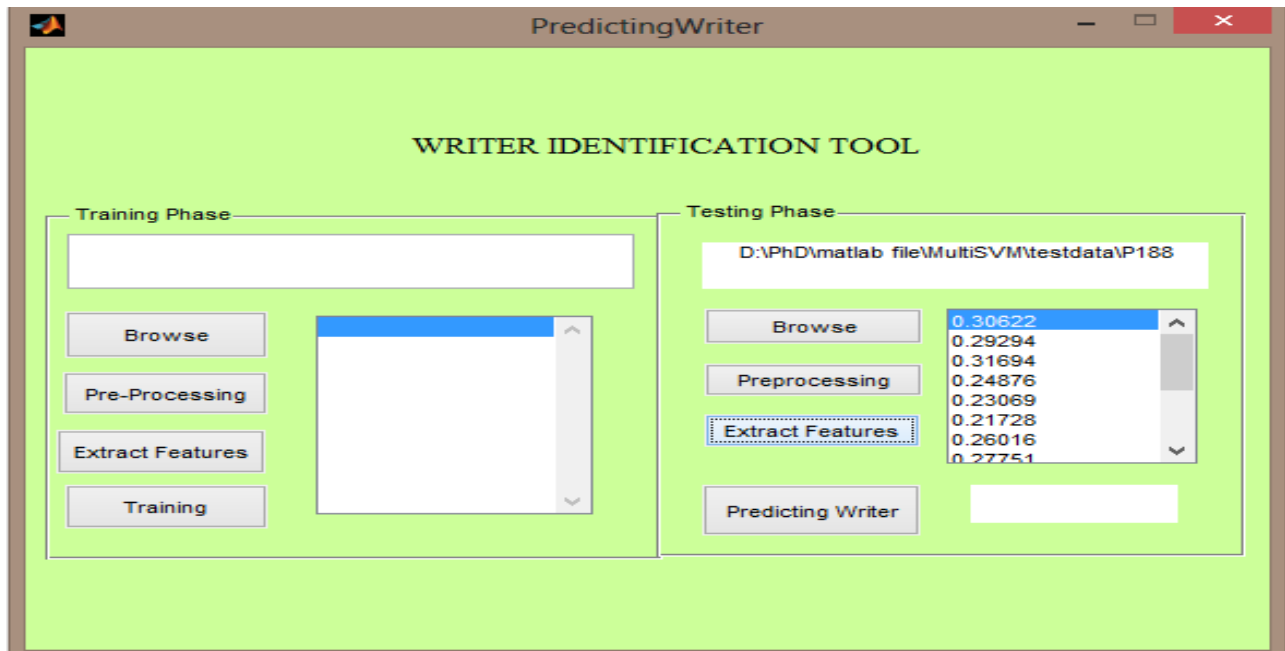 PredictingWriter
WRITER IDENTIFICATION TOOL
Training Phase
Browse
Pre-Processing
Extract Features
Training
Testing Phase
D:\PhD\matlab file\MultiSVM\testdata\P188
Browse
Preprocessing
Extract Features
0.30622
0.29294
0.31694
0.24876
0.23069
0.21728
0.26016
0.27751
Predicting Writer